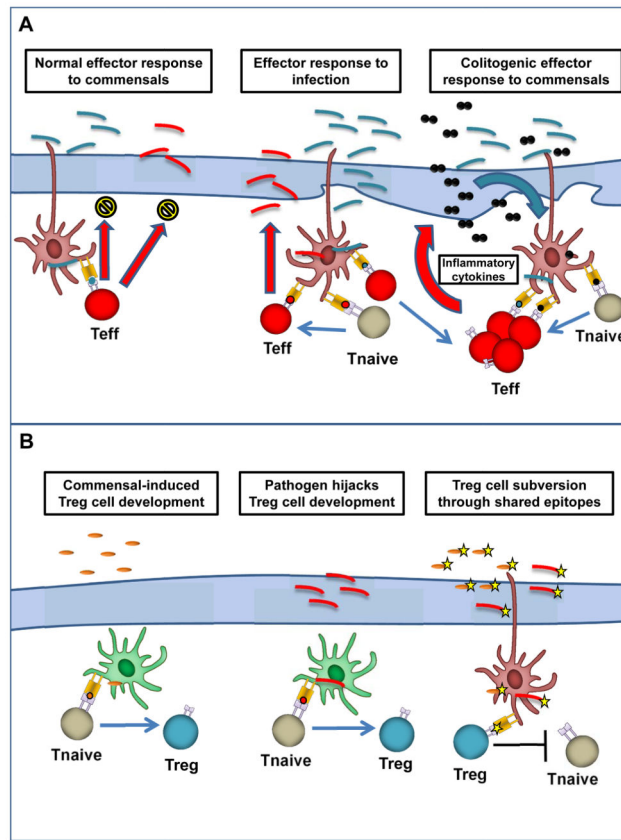 A
Normal effector response
to commensals
Effector response to
infection
Colitogenic effector
response to commensals
Inflammatory
cytokines
Teff
Teff
Tnaive
Teff
Tnaive
B
Commensal-induced
Treg cell development
Pathogen hijacks
Treg cell development
Treg cell subversion
through shared epitopes
Tnaive
Treg
Tnaive
Treg
Treg
Tnaive